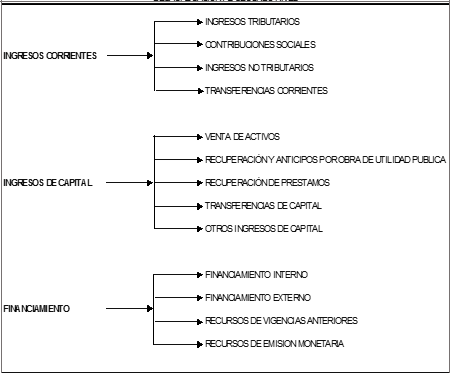 INGRESOS TRIBUTARIOS
CONTRIBUCIONES SOCIALES
INGRESOS CORRIENTES
INGRESOS NO TRIBUTARIOS
TRANSFERENCIAS CORRIENTES
VENTA DE ACTIVOS
RECUPERACIÓN Y ANTICIPOS POR OBRA DE UTILIDAD PUBLICA
INGRESOS DE CAPITAL
RECUPERACIÓN DE PRESTAMOS
TRANSFERENCIAS DE CAPITAL
OTROS INGRESOS DE CAPITAL
FINANCIAMIENTO INTERNO
FINANCIAMIENTO EXTERNO
FINANCIAMIENTO
RECURSOS DE VIGENCIAS ANTERIORES
RECURSOS DE EMISION MONETARIA